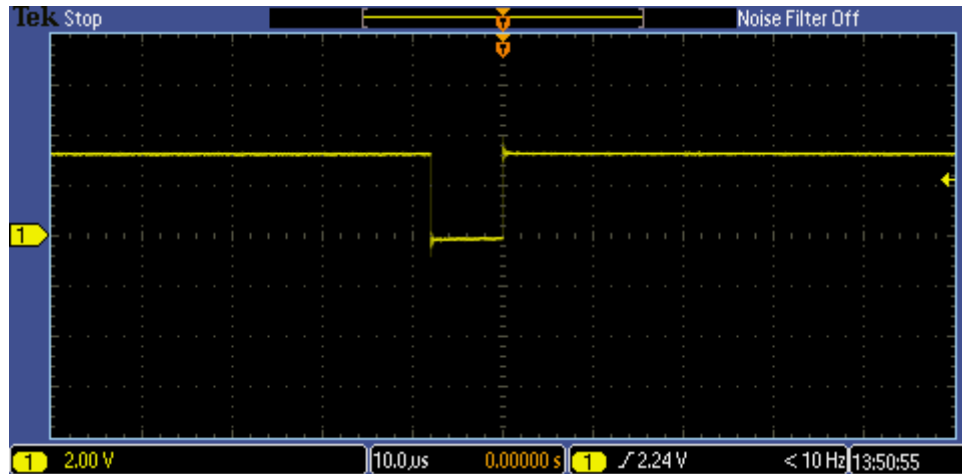 Tek Stop Noise Filter Off
T
T
1
1 2.00 V 10.0µs 0.00000 s 1 2.24 V < 10 Hz 13:50:55